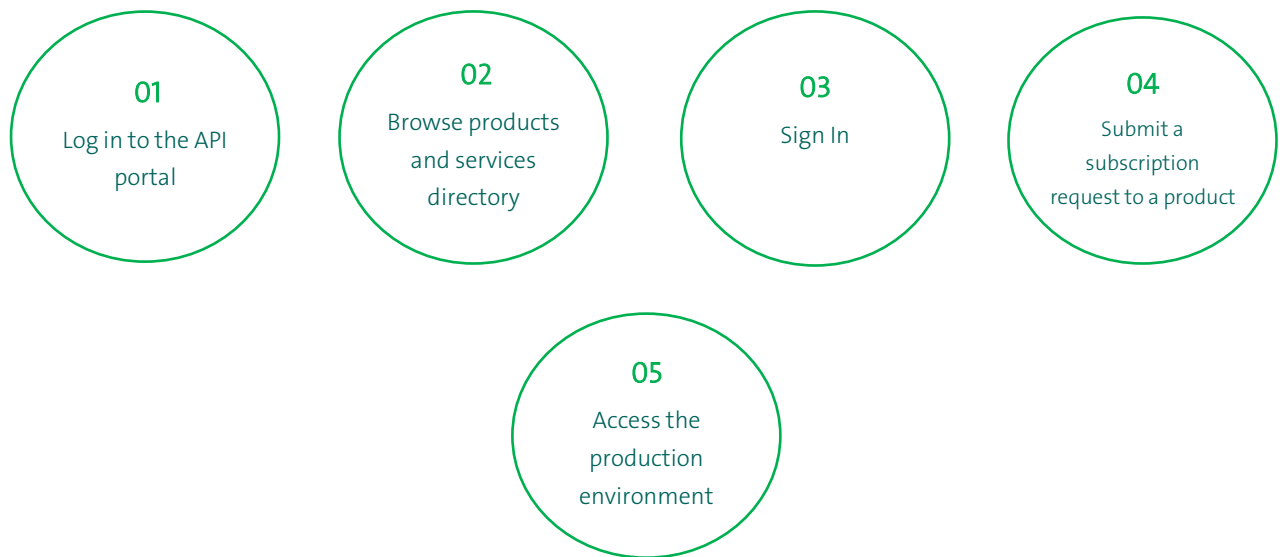 01
Log in to the API
portal
02
Browse products
and services
directory
03
Sign In
04
Submit a
subscription
request to a product
05
Access the
production
environment